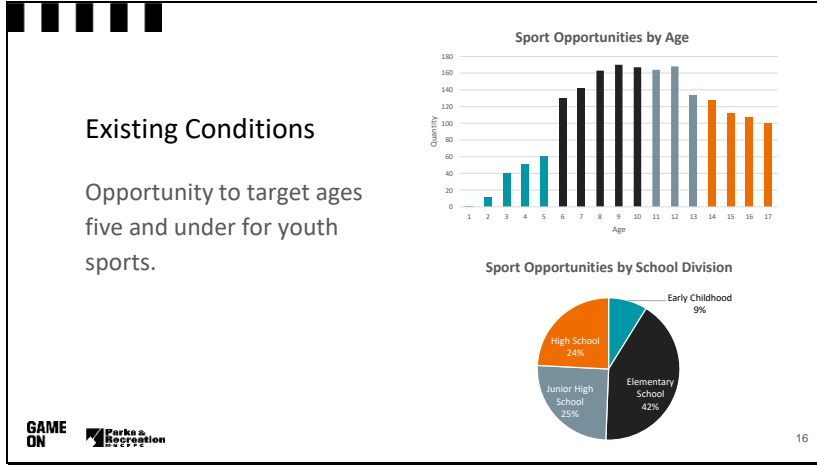 Existing Conditions
Opportunity to target ages
five and under for youth
sports.
Sport Opportunities by Age
180
160
140
120
100
80
60
40
20
0
Quantity
1 2 3 4 5 6 7 8 9 10 11 12 13 14 15 16 17
Age
Sport Opportunities by School Division
Early Childhood
9%
High School
24%
Elementary
School
42%
Junior High
School
25%
GAME
ON
Parks &
Recreation
M-NCPPC
16